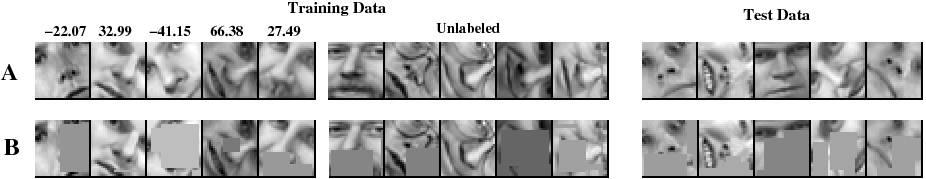 Training Data
Test Data
−22.07 32.99 −41.15 66.38 27.49
Unlabeled
A
B